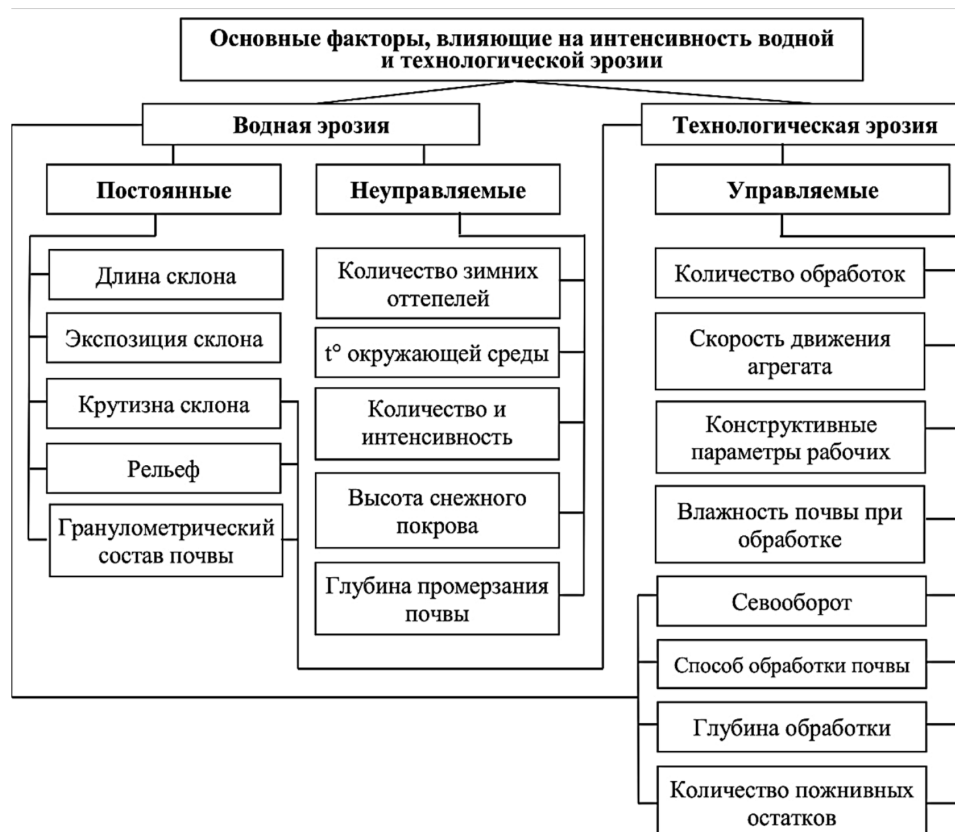 Основные факторы, влияющие на интенсивность водной
и технологической эрозии
Водная эрозия
Технологическая эрозия
Постоянные
Неуправляемые
Управляемые
Длина склона
Экспозиция склона
Крутизна склона
Рельеф
Гранулометрический
состав почвы
Количество зимних
оттепелей
t° окружающей среды
Количество и
интенсивность
Высота снежного
покрова
Глубина промерзания
почвы
Количество обработок
Скорость движения
агрегата
Конструктивные
параметры рабочих
Влажность почвы при
обработке
Севооборот
Способ обработки почвы
Глубина обработки
Количество пожнивных
остатков